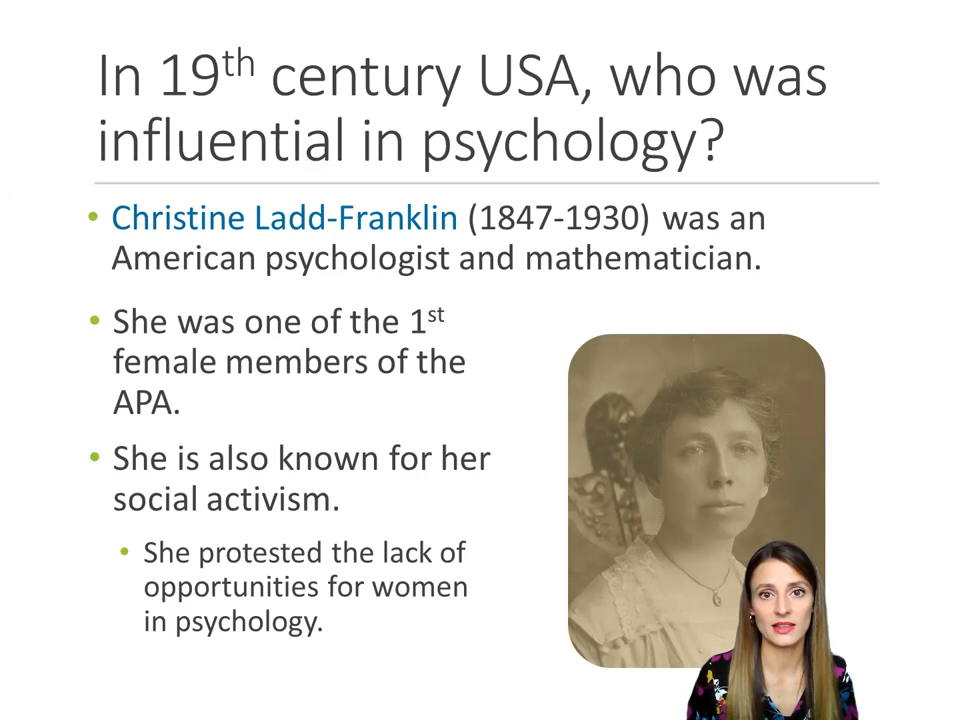 In 19th century USA, who was
influential in psychology?
• Christine Ladd-Franklin (1847-1930) was an
American psychologist and mathematician.
• She was one of the 1st
female members of the
APA.
• She is also known for her
social activism.
• She protested the lack of
opportunities for women
in psychology.